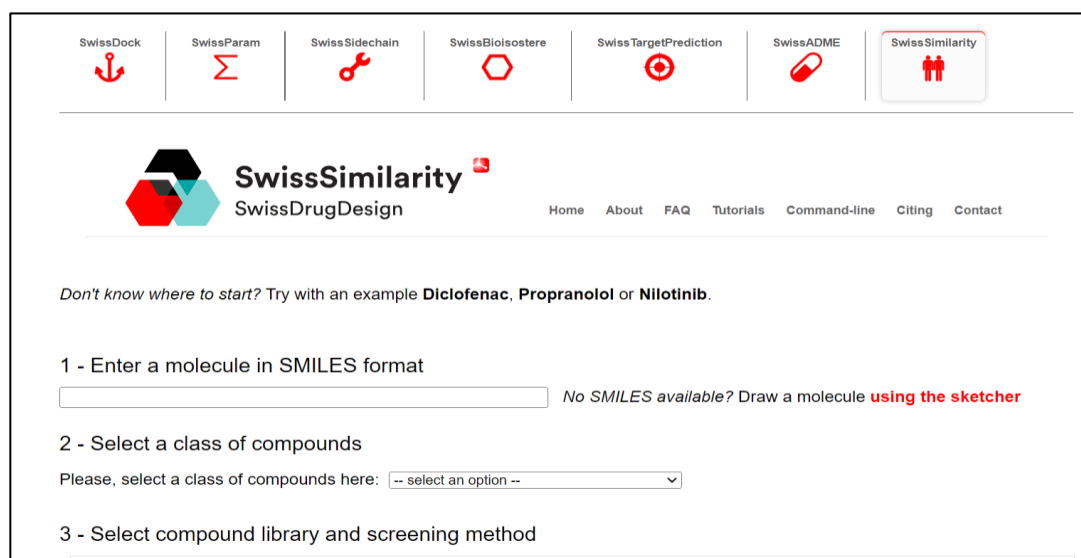 SwissDock SwissParam SwissSidechain SwissBioisostere SwissTargetPrediction SwissADME SwissSimilarity
SwissSimilarity
SwissDrugDesign
Home About FAQ Tutorials Command-line Citing Contact
Don't know where to start? Try with an example Diclofenac, Propranolol or Nilotinib.
1 - Enter a molecule in SMILES format
No SMILES available? Draw a molecule using the sketcher
2 - Select a class of compounds
Please, select a class of compounds here: -- select an option --
3 - Select compound library and screening method